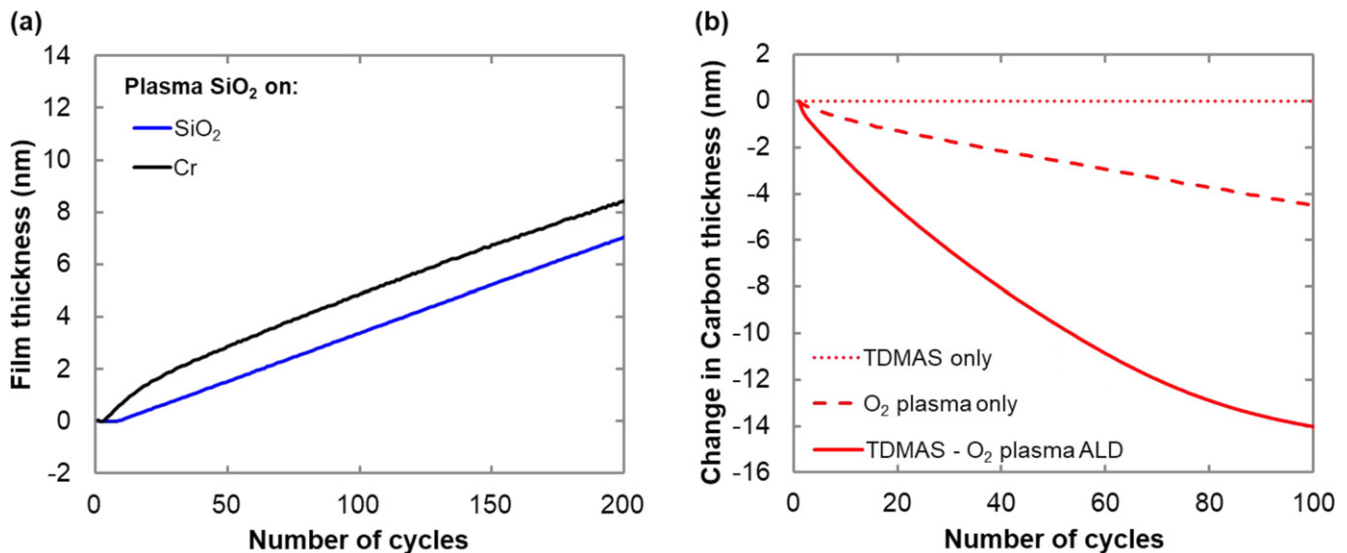 (a)
14
12
10
8
6
4
2
0
-2
Film thickness (nm)
Plasma SiO₂ on:
SiO₂
Cr
0
50
100
150
200
Number of cycles
(b)
2
0
-2
-4
-6
-8
-10
-12
-14
-16
Change in Carbon thickness (nm)
TDMAS only
O₂ plasma only
TDMAS - O₂ plasma ALD
0
20
40
60
80
100
Number of cycles